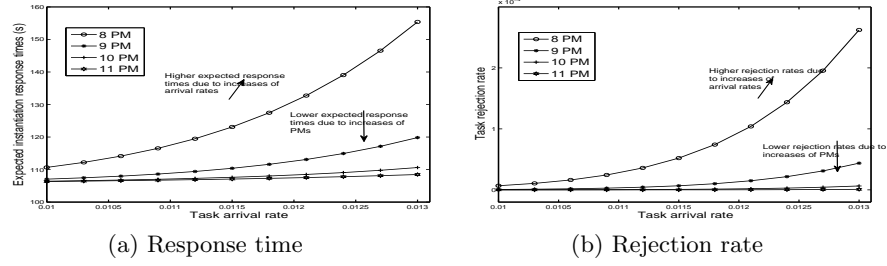 Expected instantiation response times (s)
160
150
140
130
120
110
100
8 PM
9 PM
10 PM
11 PM
Higher expected response
times due to increases of
arrival rates
Lower expected response
times due to increases of
PMs
0.01
0.0105
0.011
0.0115
0.012
0.0125
0.013
Task arrival rate
(a) Response time
Task rejection rate
2
1
0
8 PM
9 PM
10 PM
11 PM
Higher rejection rates due
to increases of
arrival rates
Lower rejection rates due to
increases of PMs
0.01
0.0105
0.011
0.0115
0.012
0.0125
0.013
Task arrival rate
(b) Rejection rate